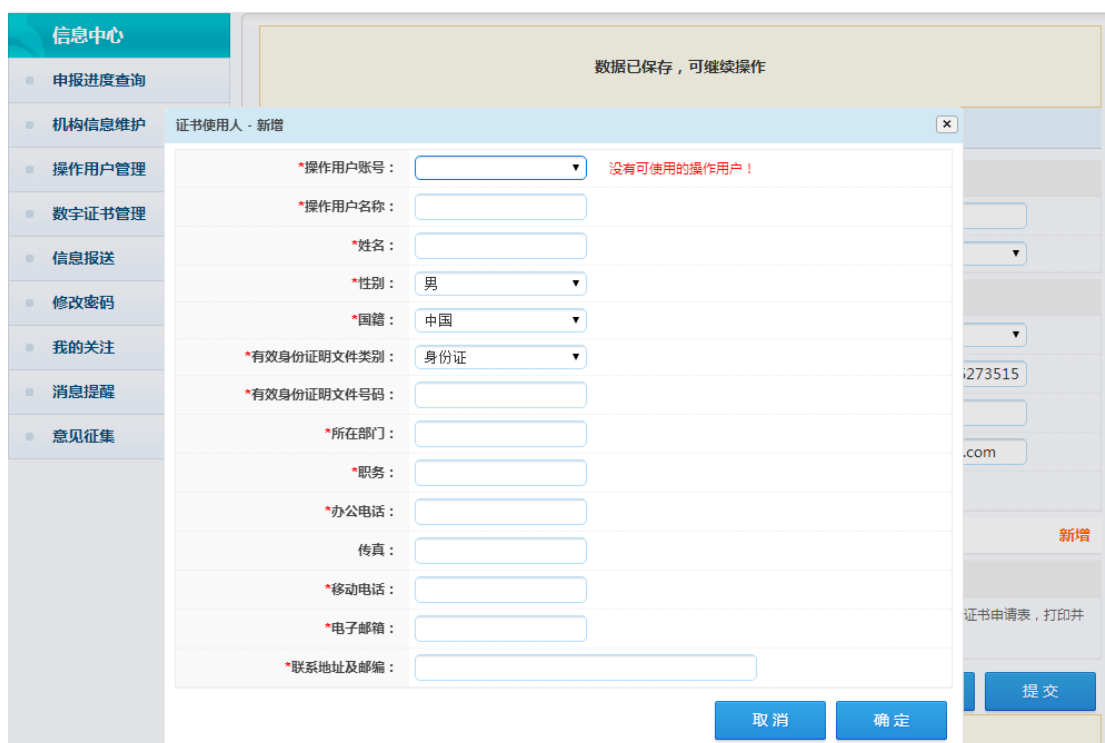 信息中心
申报进度查询
机构信息维护
操作用户管理
数字证书管理
信息报送
修改密码
我的关注
消息提醒
意见征集
数据已保存，可继续操作
证书使用人 - 新增
*操作用户账号：
没有可使用的操作用户！
*操作用户名称：
*姓名：
*性别： 男
*国籍： 中国
*有效身份证明文件类别： 身份证
*有效身份证明文件号码：
*所在部门：
*职务：
*办公电话：
传真：
*移动电话：
*电子邮箱：
*联系地址及邮编：
取 消
确 定
273515
.com
新增
证书申请表，打印并
提 交